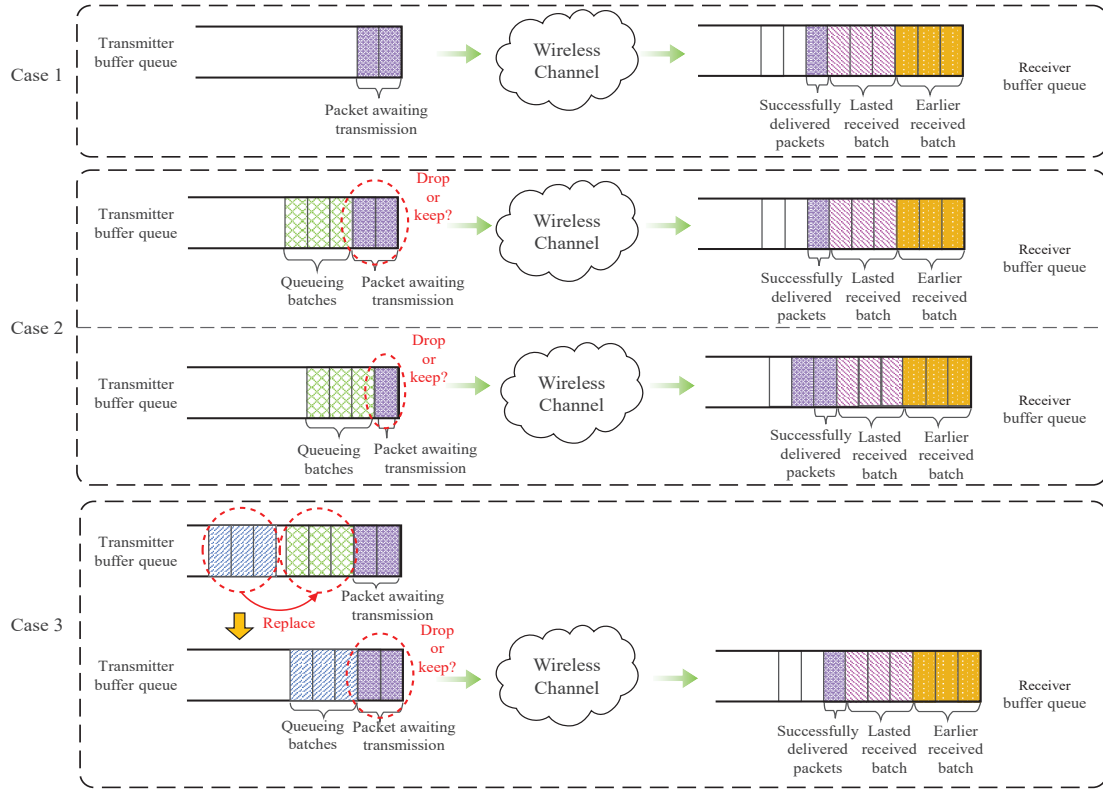 Case 1
Transmitter
buffer queue
Packet awaiting
transmission
Wireless
Channel
Successfully
delivered
packets
Lasted
received
batch
Earlier
received
batch
Receiver
buffer queue
Case 2
Transmitter
buffer queue
Drop
or
keep?
Queueing
batches
Packet awaiting
transmission
Wireless
Channel
Successfully
delivered
packets
Lasted
received
batch
Earlier
received
batch
Receiver
buffer queue
Transmitter
buffer queue
Drop
or
keep?
Queueing
batches
Packet awaiting
transmission
Wireless
Channel
Successfully
delivered
packets
Lasted
received
batch
Earlier
received
batch
Receiver
buffer queue
Case 3
Transmitter
buffer queue
Packet awaiting
transmission
Replace
Transmitter
buffer queue
Drop
or
keep?
Queueing
batches
Packet awaiting
transmission
Wireless
Channel
Successfully
delivered
packets
Lasted
received
batch
Earlier
received
batch
Receiver
buffer queue